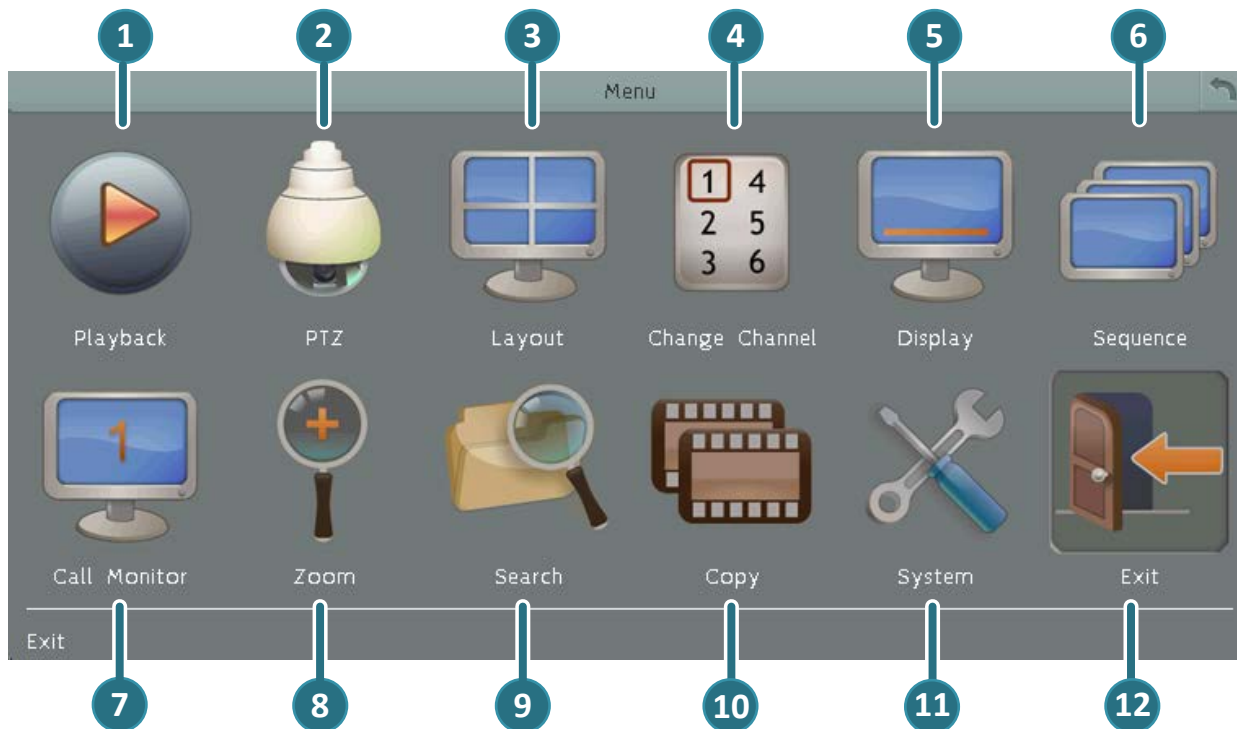 1 2 3 4 5 6
Menu
1 4
2 5
3 6
Playback PTZ Layout Change Channel Display Sequence
1
Call Monitor Zoom Search Copy System Exit
Exit
7 8 9 10 11 12